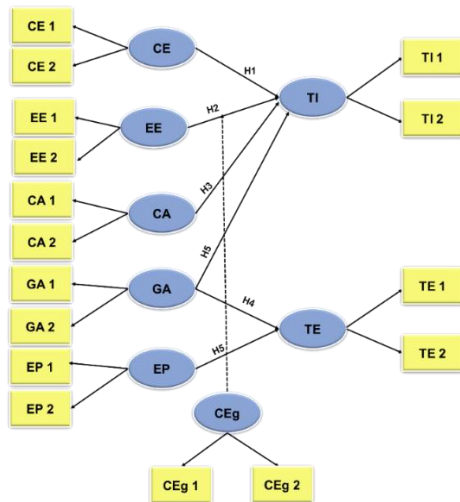 CE 1
CE 2
CE
H1
TI
TI 1
TI 2
EE 1
EE 2
EE
H2
CA 1
CA 2
CA
H3
GA 1
GA 2
GA
H5
H4
TE
TE 1
TE 2
EP 1
EP 2
EP
H5
CEg
CEg 1
CEg 2